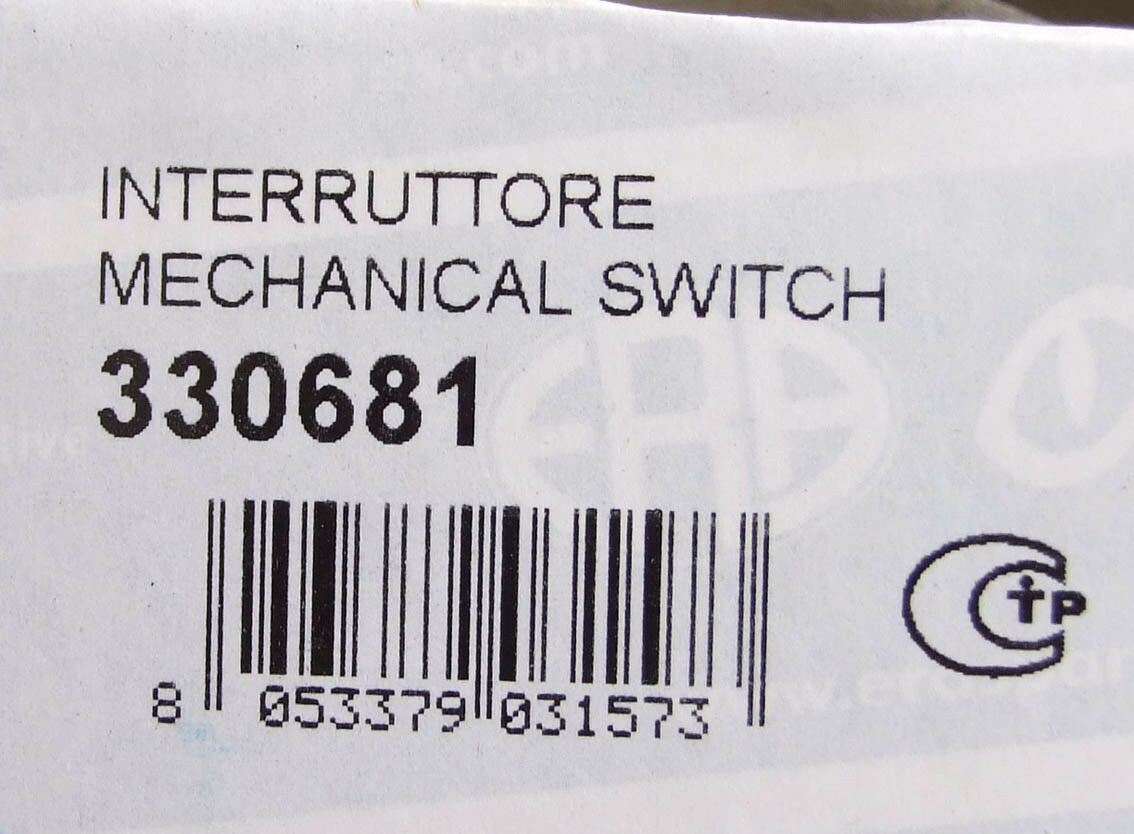 INTERRUTTORE
MECHANICAL SWITCH
330681
8 053379 031573